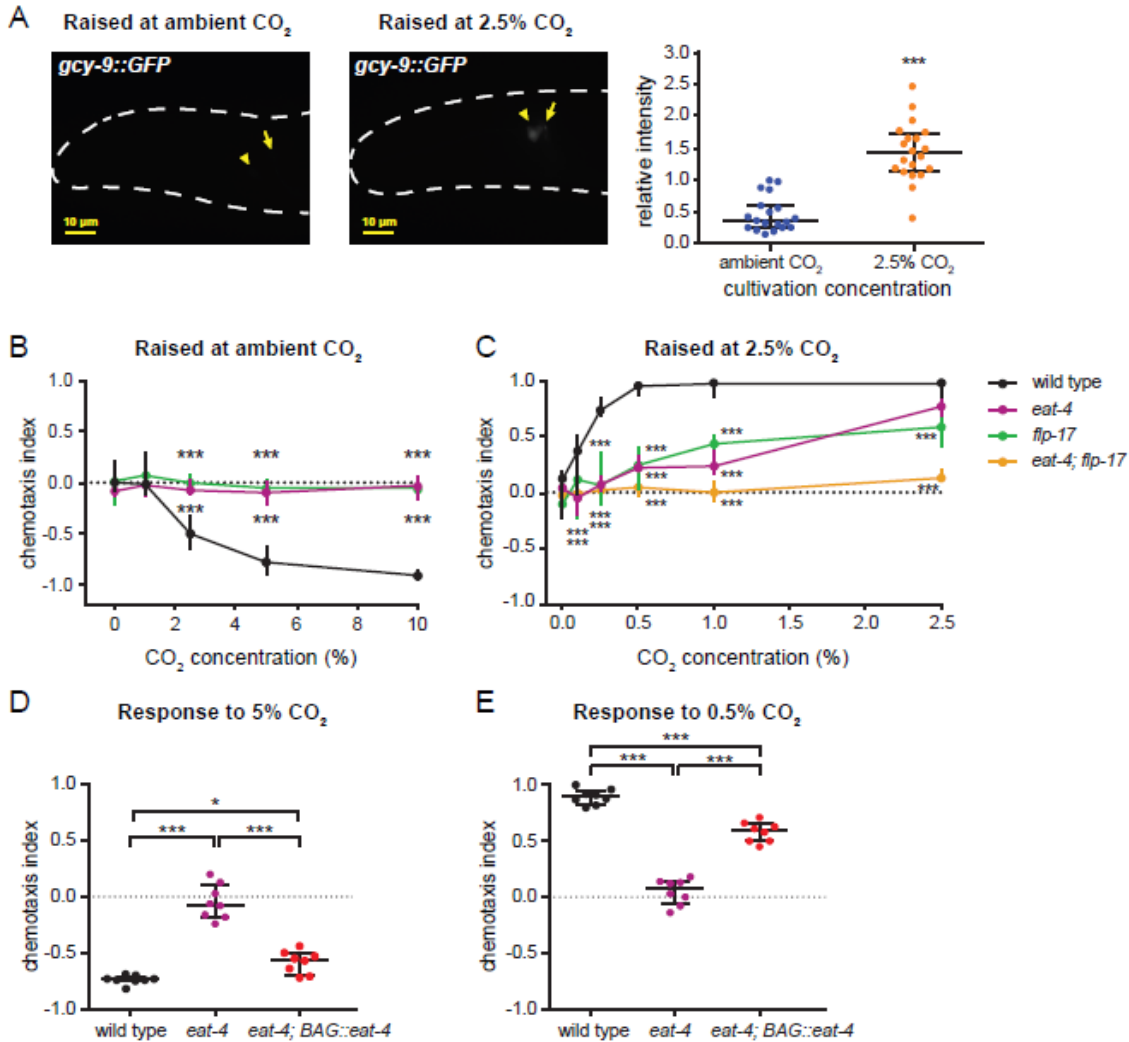 A
Raised at ambient CO2
Raised at 2.5% CO2
gcy-9::GFP
10 µm
gcy-9::GFP
10 µm
relative intensity
3.0
2.5
2.0
1.5
1.0
0.5
0.0
***
ambient CO2
2.5% CO2
cultivation concentration
B
Raised at ambient CO2
chemotaxis index
1.0
0.5
0.0
-0.5
-1.0
*** *** ***
*** *** ***
0 2 4 6 8 10
CO2 concentration (%)
C
Raised at 2.5% CO2
chemotaxis index
1.0
0.5
0.0
-0.5
-1.0
***
***
***
***
***
***
***
***
***
***
***
***
0.0 0.5 1.0 1.5 2.0 2.5
CO2 concentration (%)
wild type
eat-4
flp-17
eat-4; flp-17
D
Response to 5% CO2
chemotaxis index
1.0
0.5
0.0
-0.5
-1.0
*
*** ***
wild type
eat-4
eat-4; BAG::eat-4
E
Response to 0.5% CO2
chemotaxis index
1.0
0.5
0.0
-0.5
-1.0
***
*** ***
wild type
eat-4
eat-4; BAG::eat-4